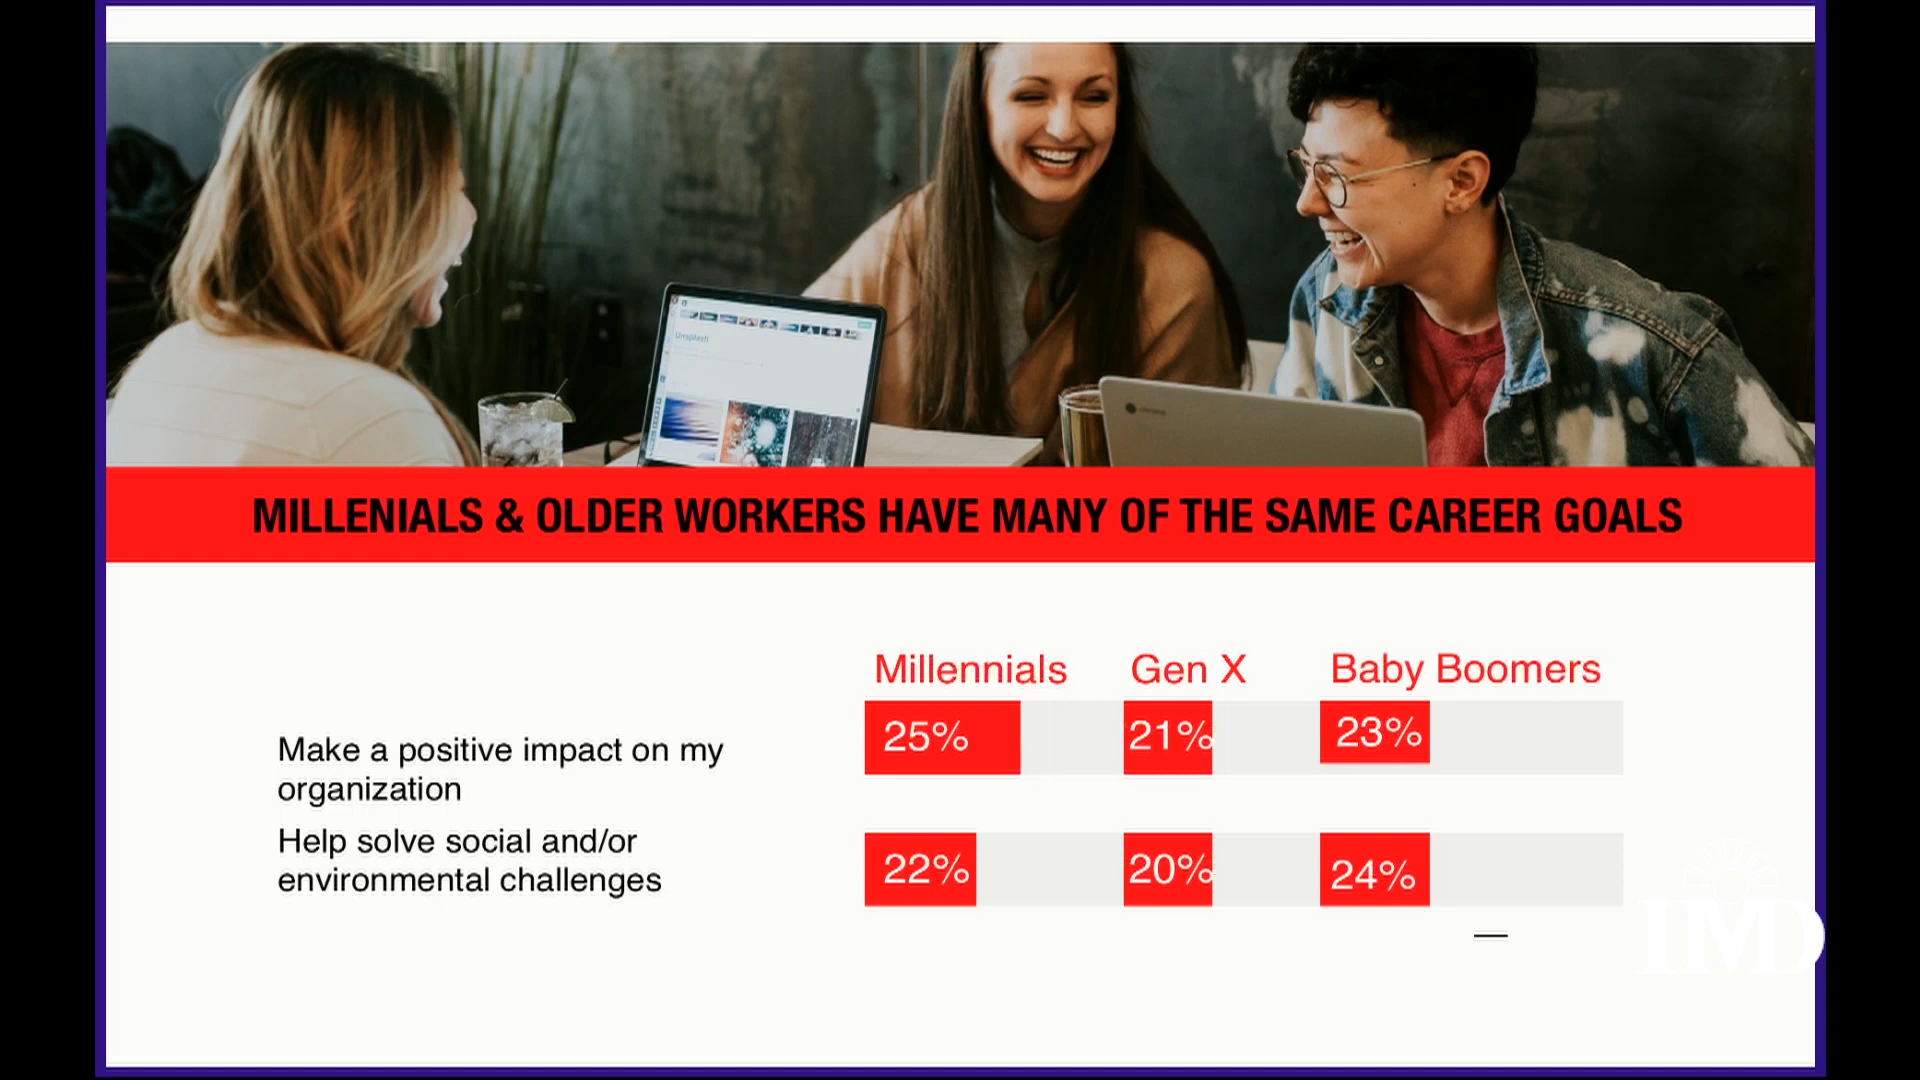 Unsplash
MILLENIALS & OLDER WORKERS HAVE MANY OF THE SAME CAREER GOALS
Millennials Gen X Baby Boomers
Make a positive impact on my
organization
25% 21% 23%
Help solve social and/or
environmental challenges
22% 20% 24%
IMD